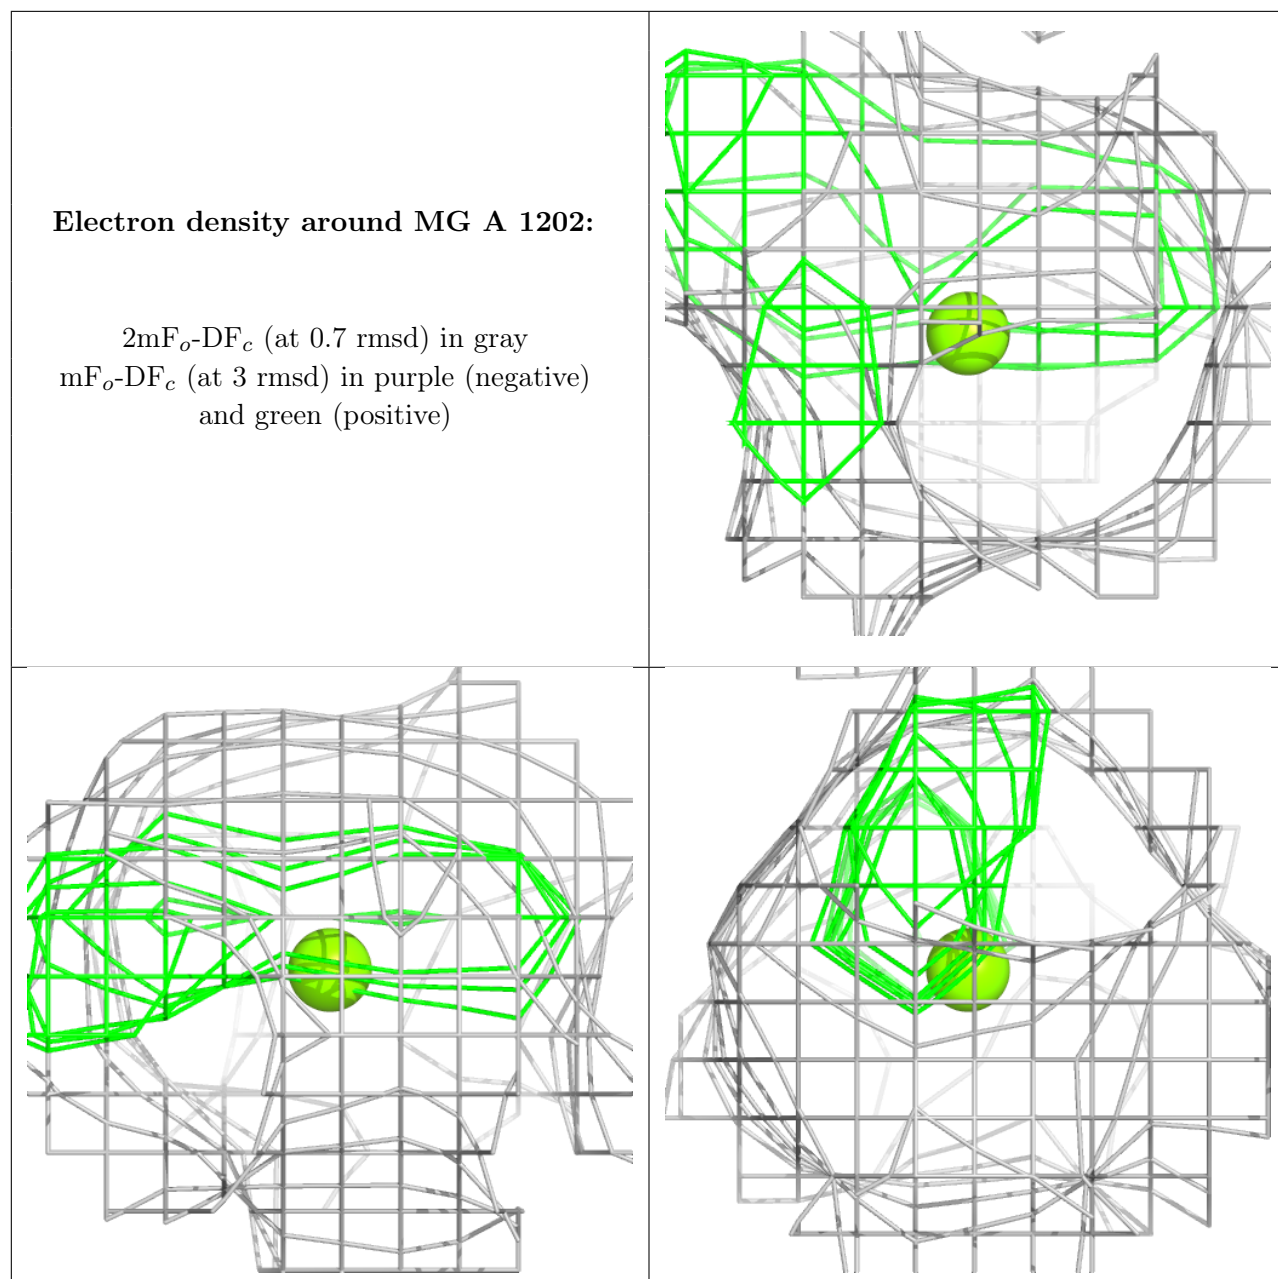 Electron density around MG A 1202:
2mFₒ-DF𝒸 (at 0.7 rmsd) in gray
mFₒ-DF𝒸 (at 3 rmsd) in purple (negative)
and green (positive)